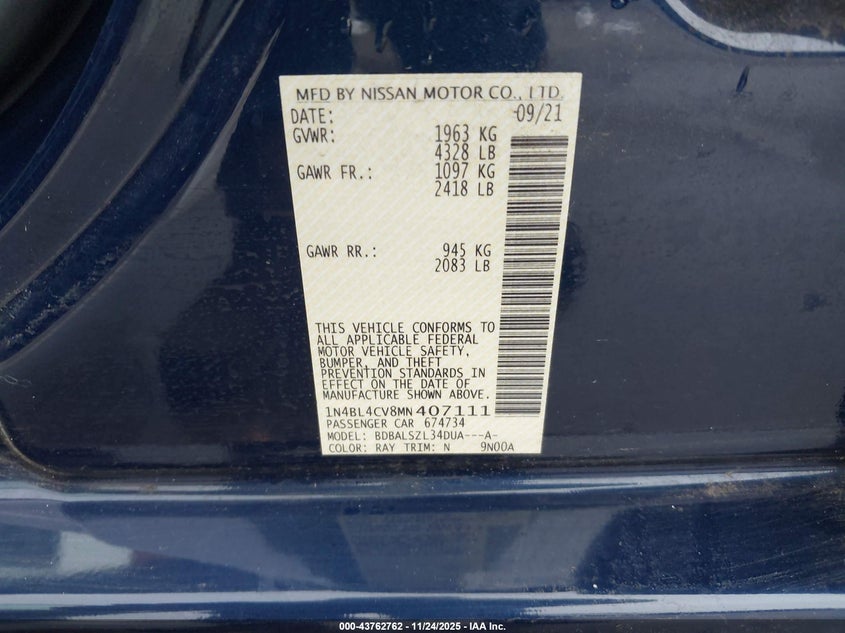 MFD BY NISSAN MOTOR CO., LTD.
DATE: 09/21
GVWR: 1963 KG
4328 LB
GAWR FR.: 1097 KG
2418 LB
GAWR RR.: 945 KG
2083 LB
THIS VEHICLE CONFORMS TO
ALL APPLICABLE FEDERAL
MOTOR VEHICLE SAFETY,
BUMPER, AND THEFT
PREVENTION STANDARDS IN
EFFECT ON THE DATE OF
MANUFACTURE SHOWN ABOVE.
1N4BL4CV8MN407111
PASSENGER CAR 674734
MODEL: BDBALSZL34DUA---A-
COLOR: RAY TRIM: N 9N00A
000-43762762 - 11/24/2025 - IAA Inc.